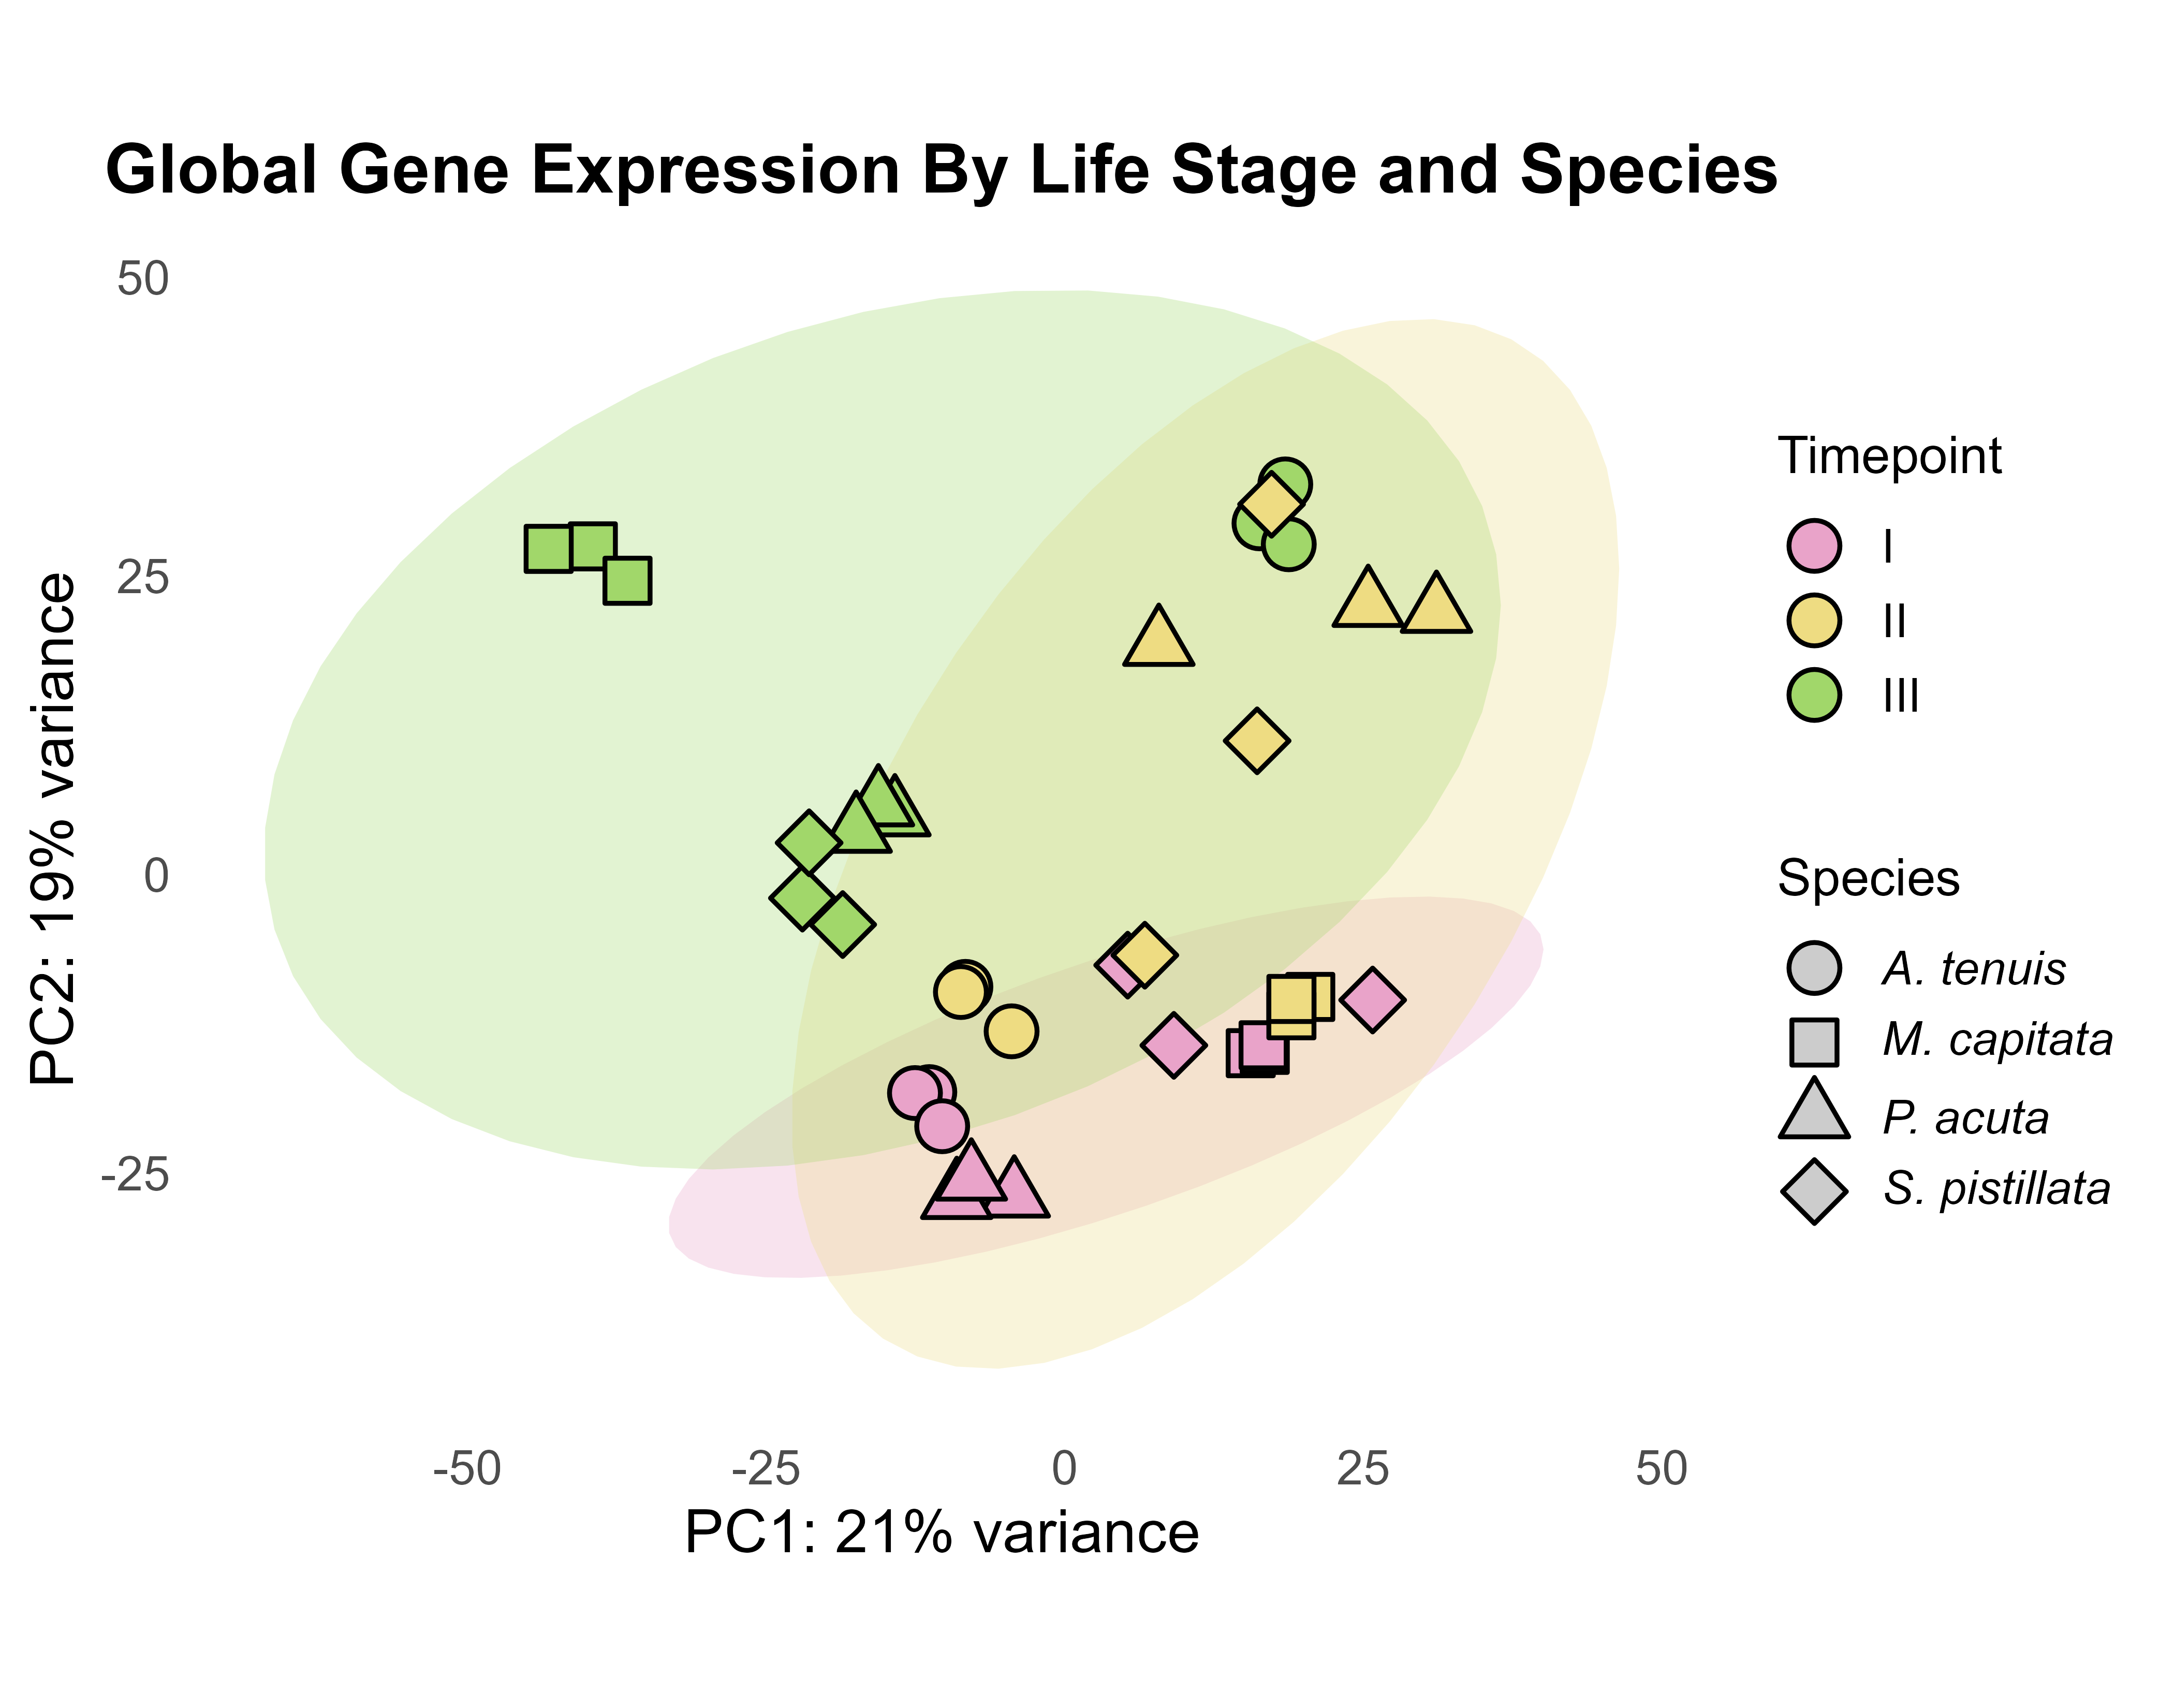 Global Gene Expression By Life Stage and Species
50
25
0
-25
PC2: 19% variance
-50 -25 0 25 50
PC1: 21% variance
Timepoint
I
II
III
Species
A. tenuis
M. capitata
P. acuta
S. pistillata